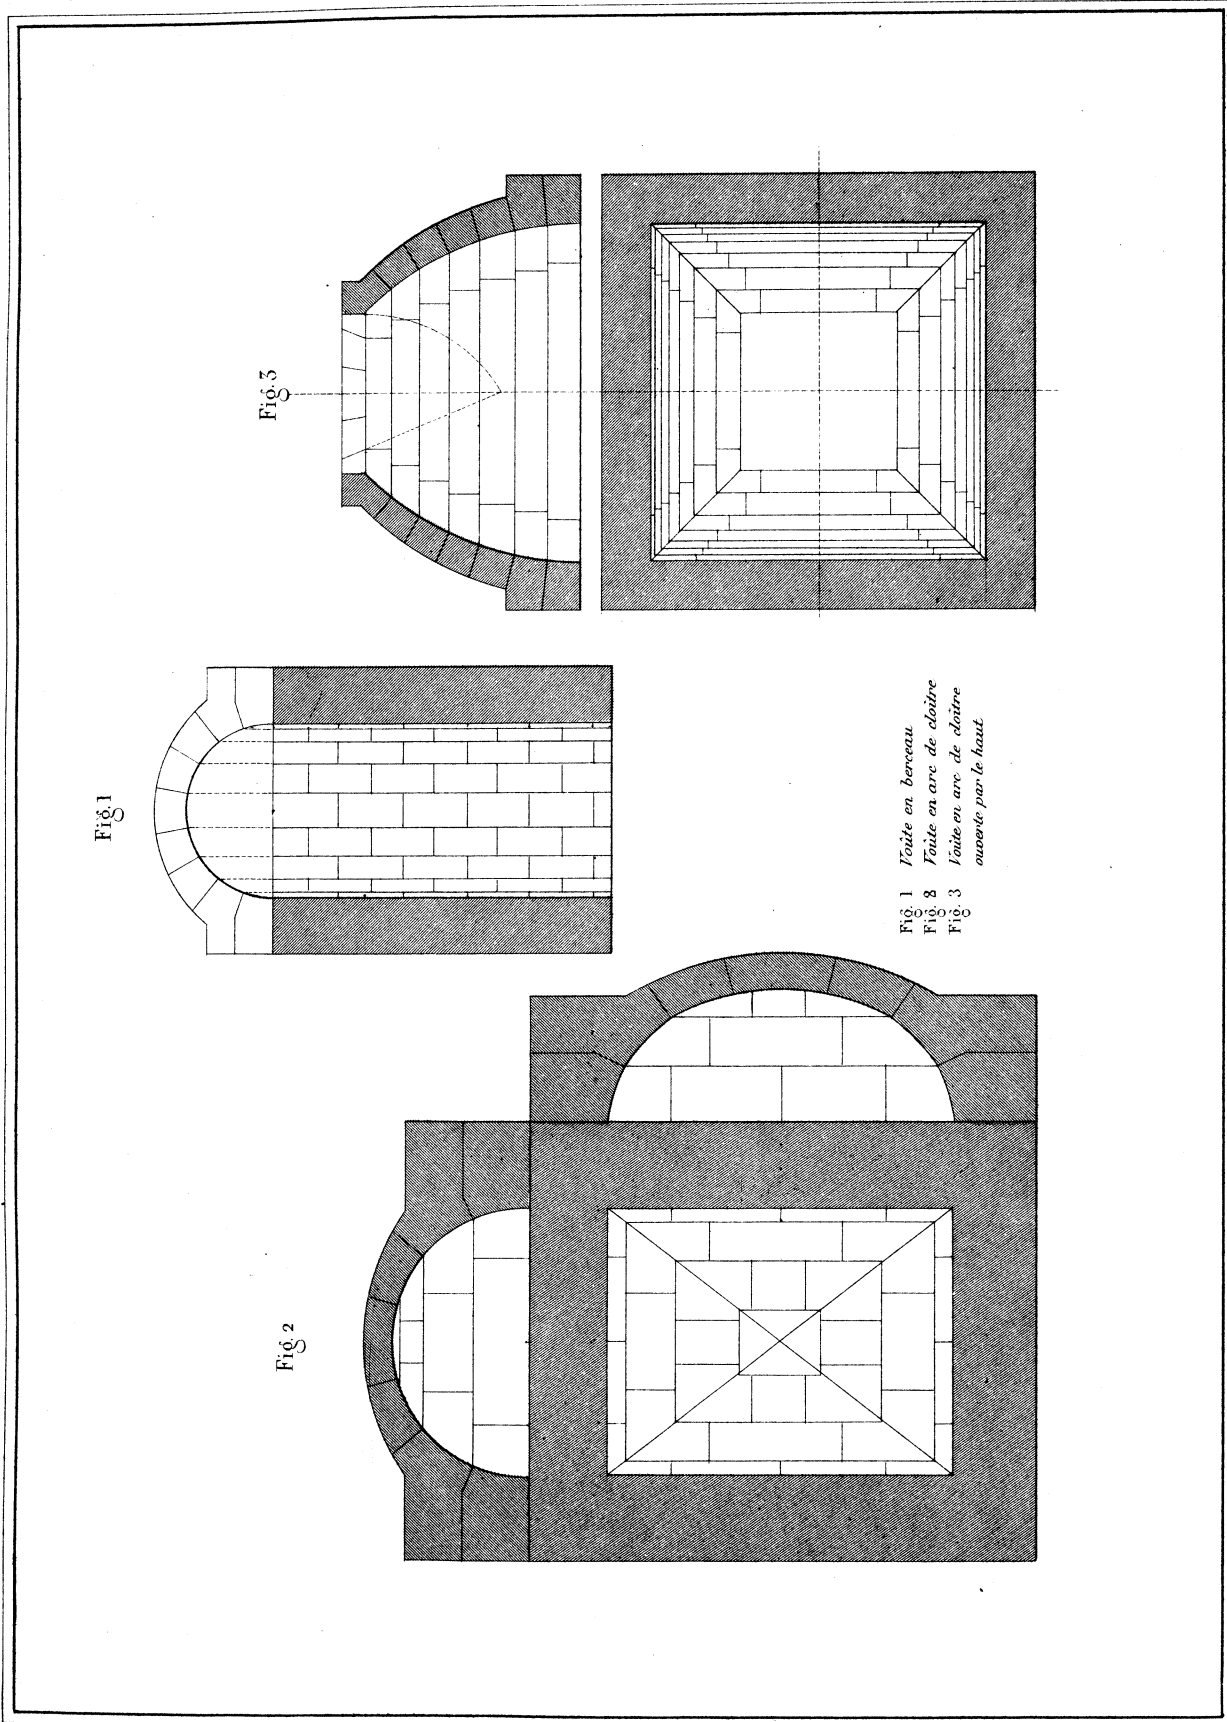 Fig. 2
Fig. 1
Fig. 3
Fig. 1 Voûte en berceau
Fig. 2 Voûte en arc de cloître
Fig. 3 Voûte en arc de cloître
ouverte par le haut